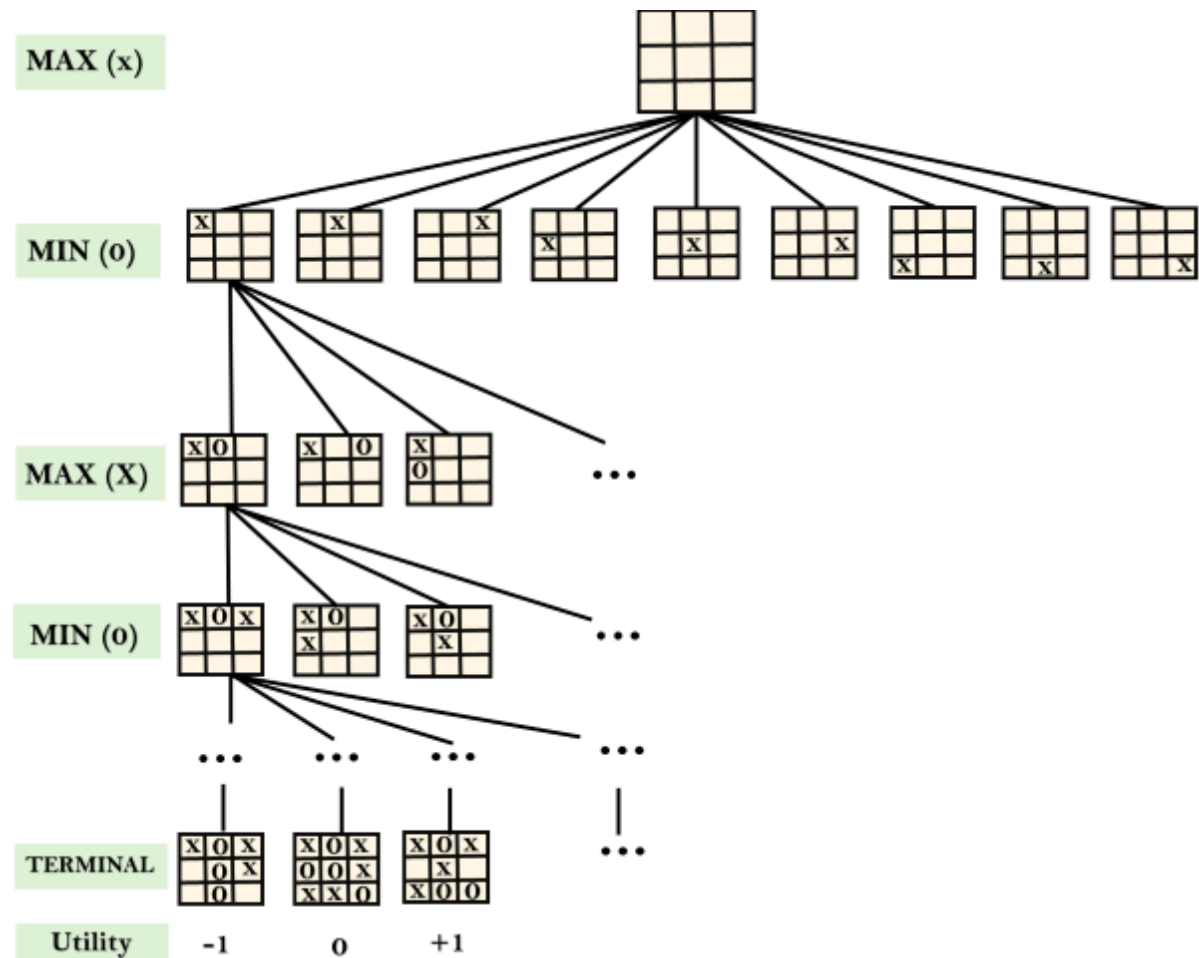 MAX (x)
MIN (o)
X X X X X X X X X
MAX (X)
X O X O X
O
MIN (o)
X O X X O X O
X X
... ... ... ...
TERMINAL
X O X X O X X O X
O X O O X X
O X X O X O O
Utility -1 0 +1